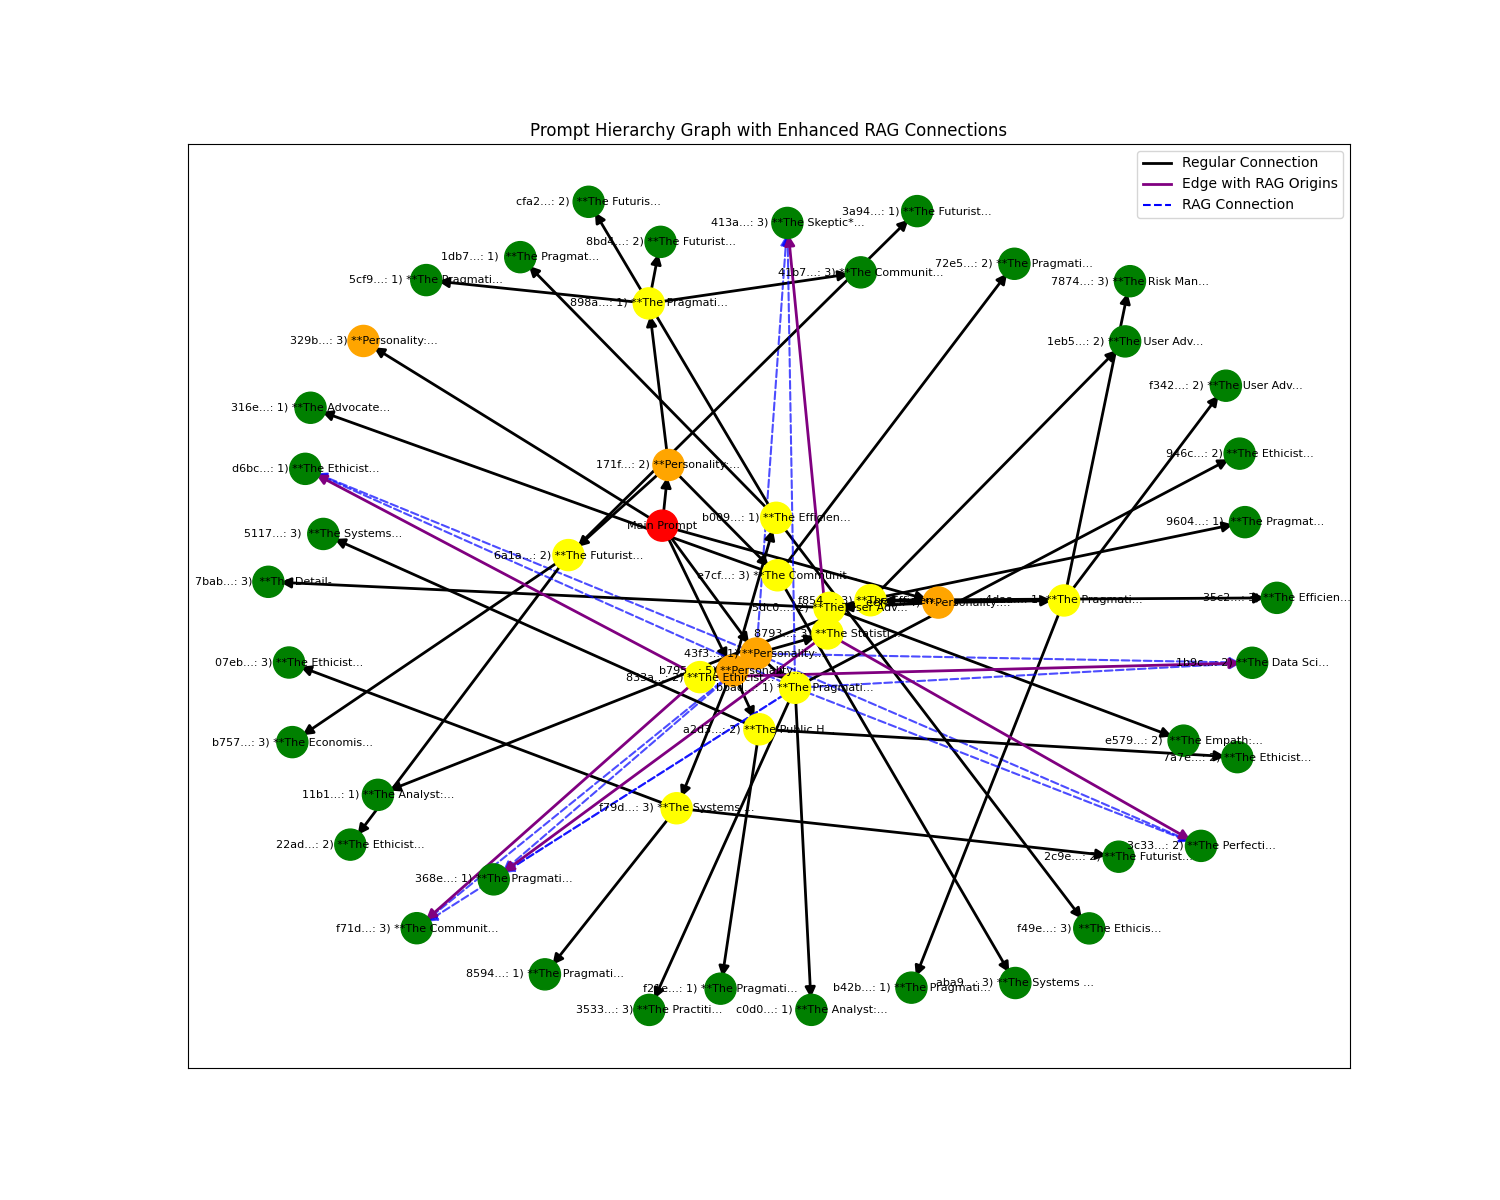 Prompt Hierarchy Graph with Enhanced RAG Connections
Regular Connection
Edge with RAG Origins
RAG Connection
cfa2...: 2) **The Futuris...
413a...: 3) **The Skeptic*...
3a94...: 1) **The Futurist...
8bd4...: 2) **The Futurist...
1db7...: 1) **The Pragmat...
72e5...: 2) **The Pragmati...
41b7...: 3) **The Communit...
5cf9...: 1) **The Pragmati...
7874...: 3) **The Risk Man...
898a...: 1) **The Pragmati...
329b...: 3) **Personality:...
1eb5...: 2) **The User Adv...
f342...: 2) **The User Adv...
316e...: 1) **The Advocate...
946c...: 2) **The Ethicist...
171f...: 2) **Personality:...
d6bc...: 1) **The Ethicist...
b009...: 1) **The Efficien...
9604...: 1) **The Pragmat...
Main Prompt
5117...: 3) **The Systems...
6a1a...: 2) **The Futurist...
e7cf...: 3) **The Communit...
7bab...: 3) **The Detail-
35c2...: 3) **The Efficien...
f854...: 3) **The
**Personality:...
1) **The Pragmati...
5dc0...: 2) **The User Adv...
8793...: 3) **The Statisti...
43f3...: 1) **Personality:...
07eb...: 3) **The Ethicist...
1b9c...: 2) **The Data Sci...
b795...: 5) **Personality:...
833a...: 2) **The Ethicist
1) **The Pragmati...
a2d3...: 2) **The Public H
b757...: 3) **The Economis...
e579...: 2) **The Empath:...
7a7e...: 2) **The Ethicist...
11b1...: 1) **The Analyst:...
f79d...: 3) **The Systems ...
22ad...: 2) **The Ethicist...
3c33...: 2) **The Perfecti...
2c9e...: 2) **The Futurist...
368e...: 1) **The Pragmati...
f71d...: 3) **The Communit...
f49e...: 3) **The Ethicis...
8594...: 1) **The Pragmati...
1) **The Pragmati...
b42b...: 1) **The Pragmati...
aba9...: 3) **The Systems ...
3533...: 3) **The Practiti...
c0d0...: 1) **The Analyst:...